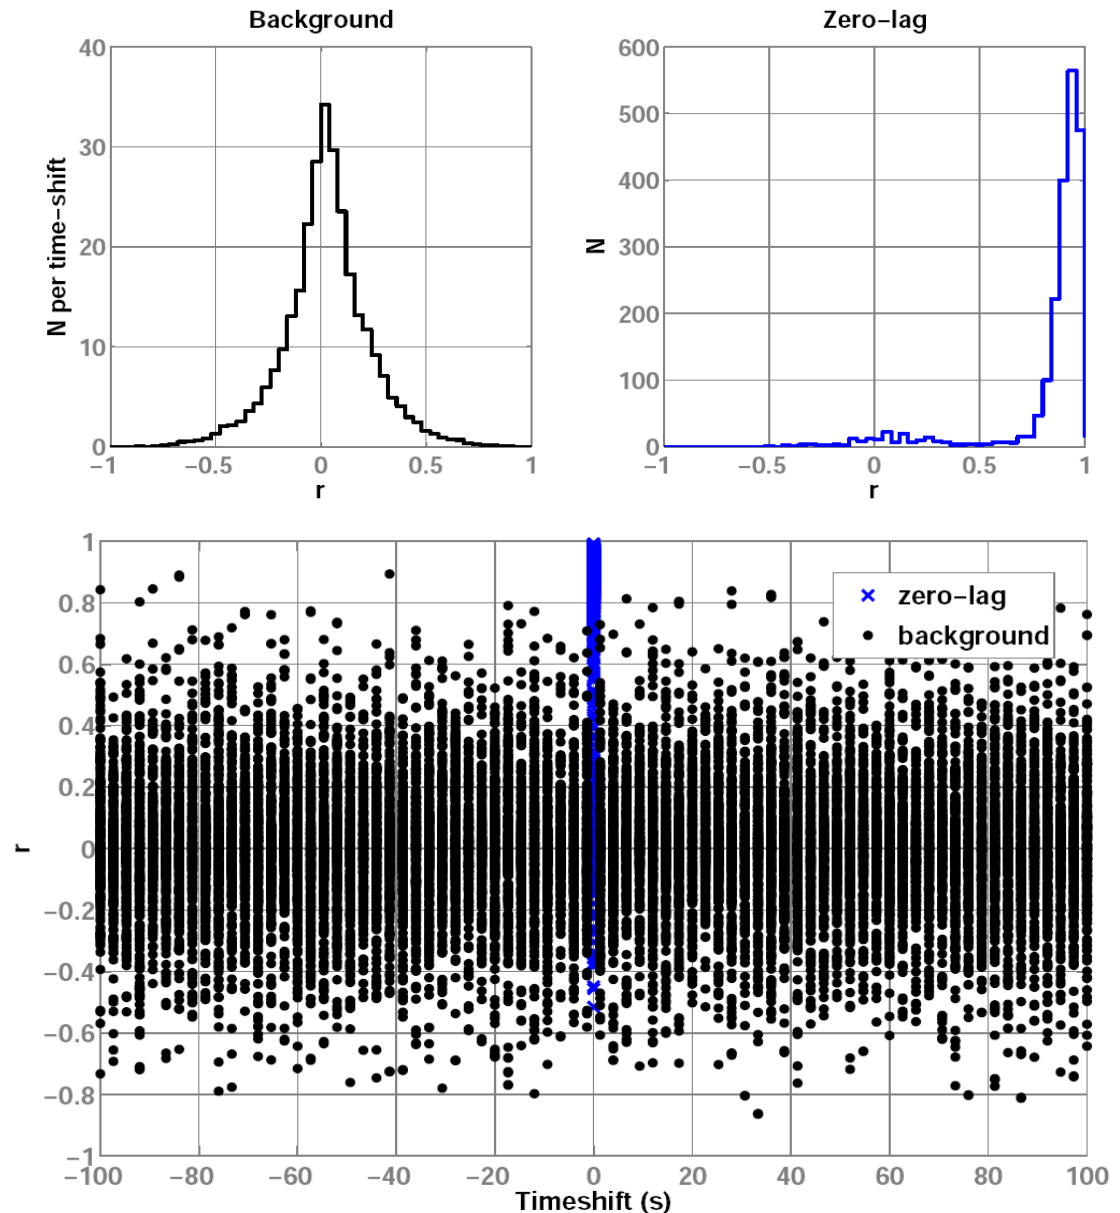 Background
40
30
20
10
0
N per time-shift
−1 −0.5 0 0.5 1
r
Zero-lag
600
500
400
300
200
100
0
N
−1 −0.5 0 0.5 1
r
1
0.8
0.6
0.4
0.2
0
−0.2
−0.4
−0.6
−0.8
−1
r
zero-lag
background
−100 −80 −60 −40 −20 0 20 40 60 80 100
Timeshift (s)